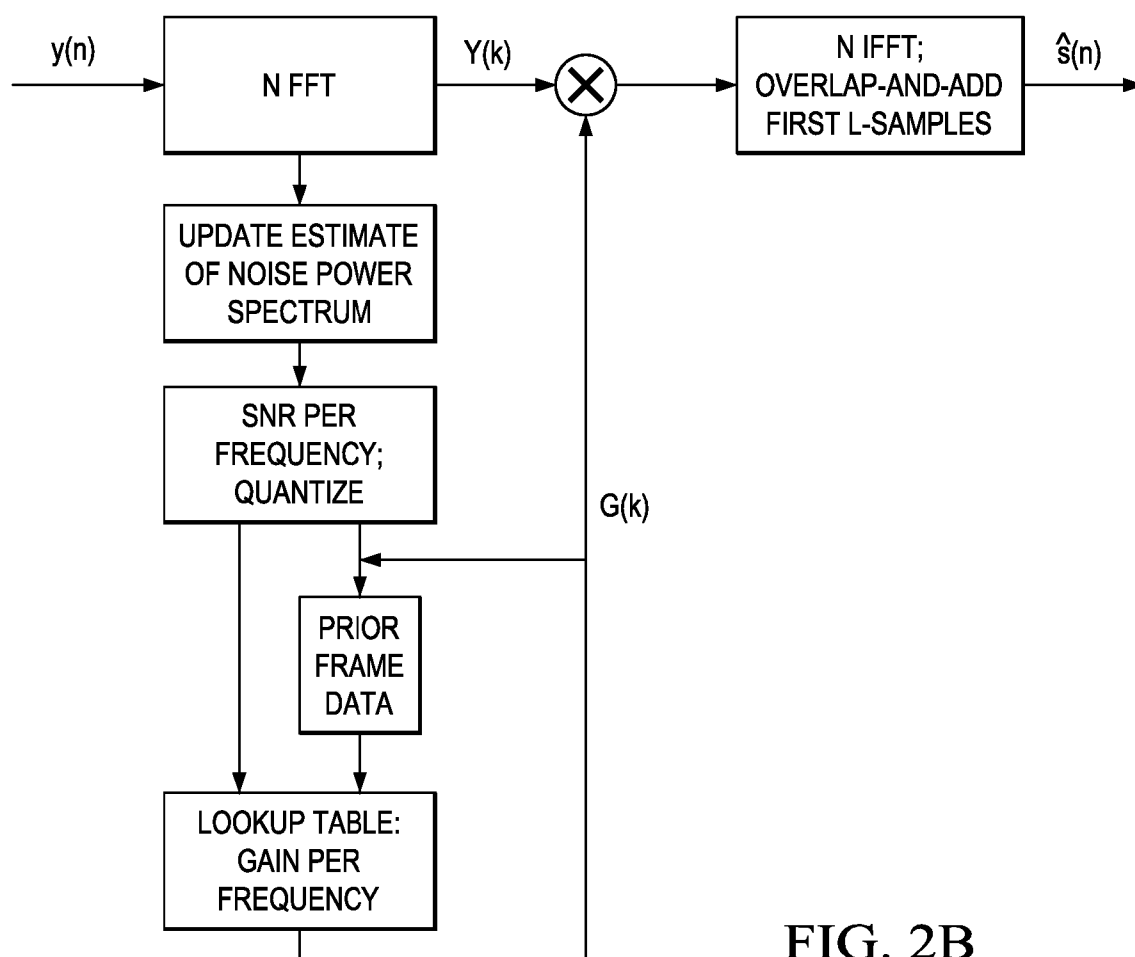 y(n)
N FFT
Y(k)
N IFFT;
OVERLAP-AND-ADD
FIRST L-SAMPLES
ŝ(n)
UPDATE ESTIMATE
OF NOISE POWER
SPECTRUM
SNR PER
FREQUENCY;
QUANTIZE
G(k)
PRIOR
FRAME
DATA
LOOKUP TABLE:
GAIN PER
FREQUENCY
FIG. 2B